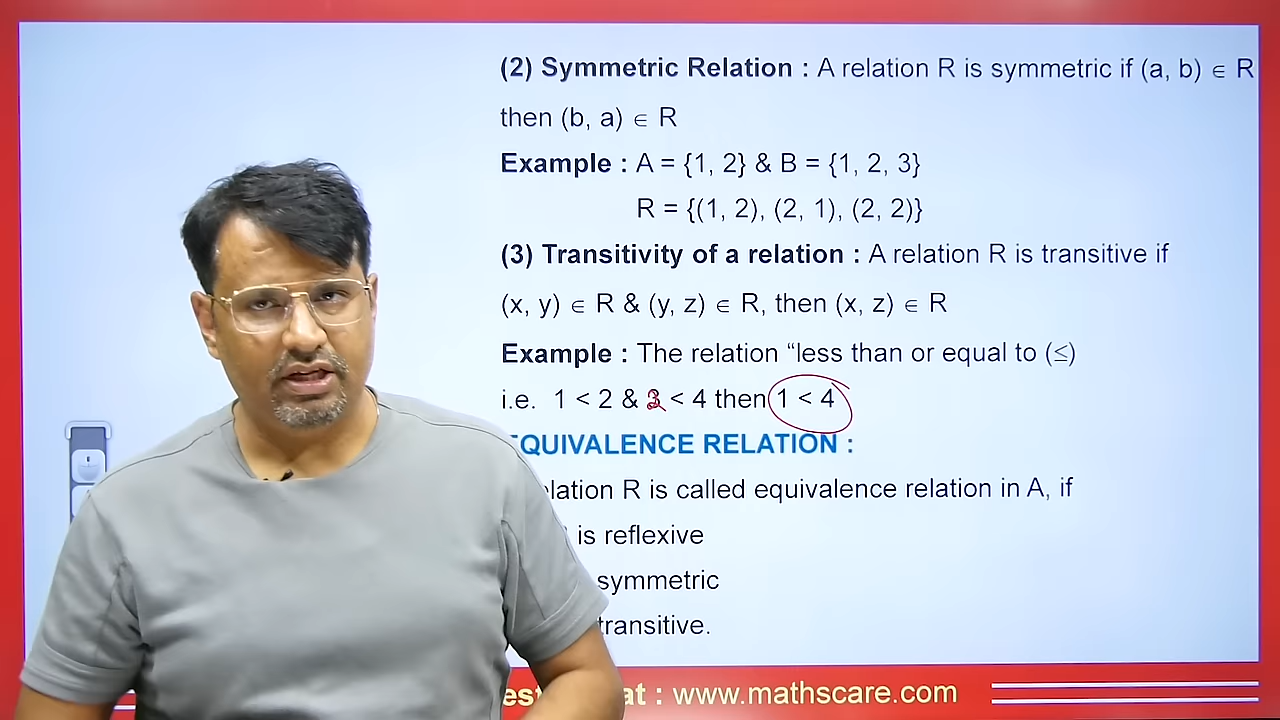 (2) Symmetric Relation : A relation R is symmetric if (a, b) ∈ R
then (b, a) ∈ R
Example : A = {1, 2} & B = {1, 2, 3}
R = {(1, 2), (2, 1), (2, 2)}
(3) Transitivity of a relation : A relation R is transitive if
(x, y) ∈ R & (y, z) ∈ R, then (x, z) ∈ R
Example : The relation “less than or equal to (≤)
i.e. 1 < 2 & 2 < 4 then 1 < 4
QUIVALENCE RELATION :
lation R is called equivalence relation in A, if
is reflexive
symmetric
transitive.
at : www.mathscare.com